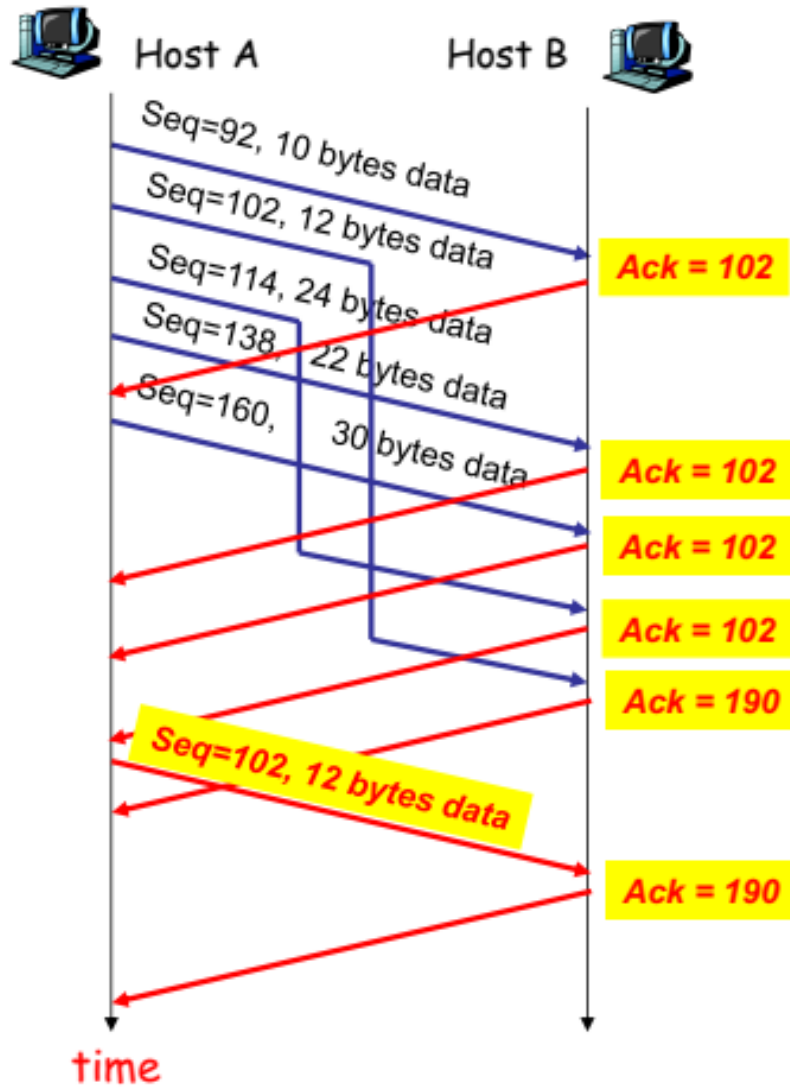 Host A
Host B
Seq=92, 10 bytes data
Seq=102, 12 bytes data
Ack = 102
Seq=114, 24 bytes data
Seq=138, 22 bytes data
Seq=160, 30 bytes data
Ack = 102
Ack = 102
Ack = 102
Ack = 190
Seq=102, 12 bytes data
Ack = 190
time